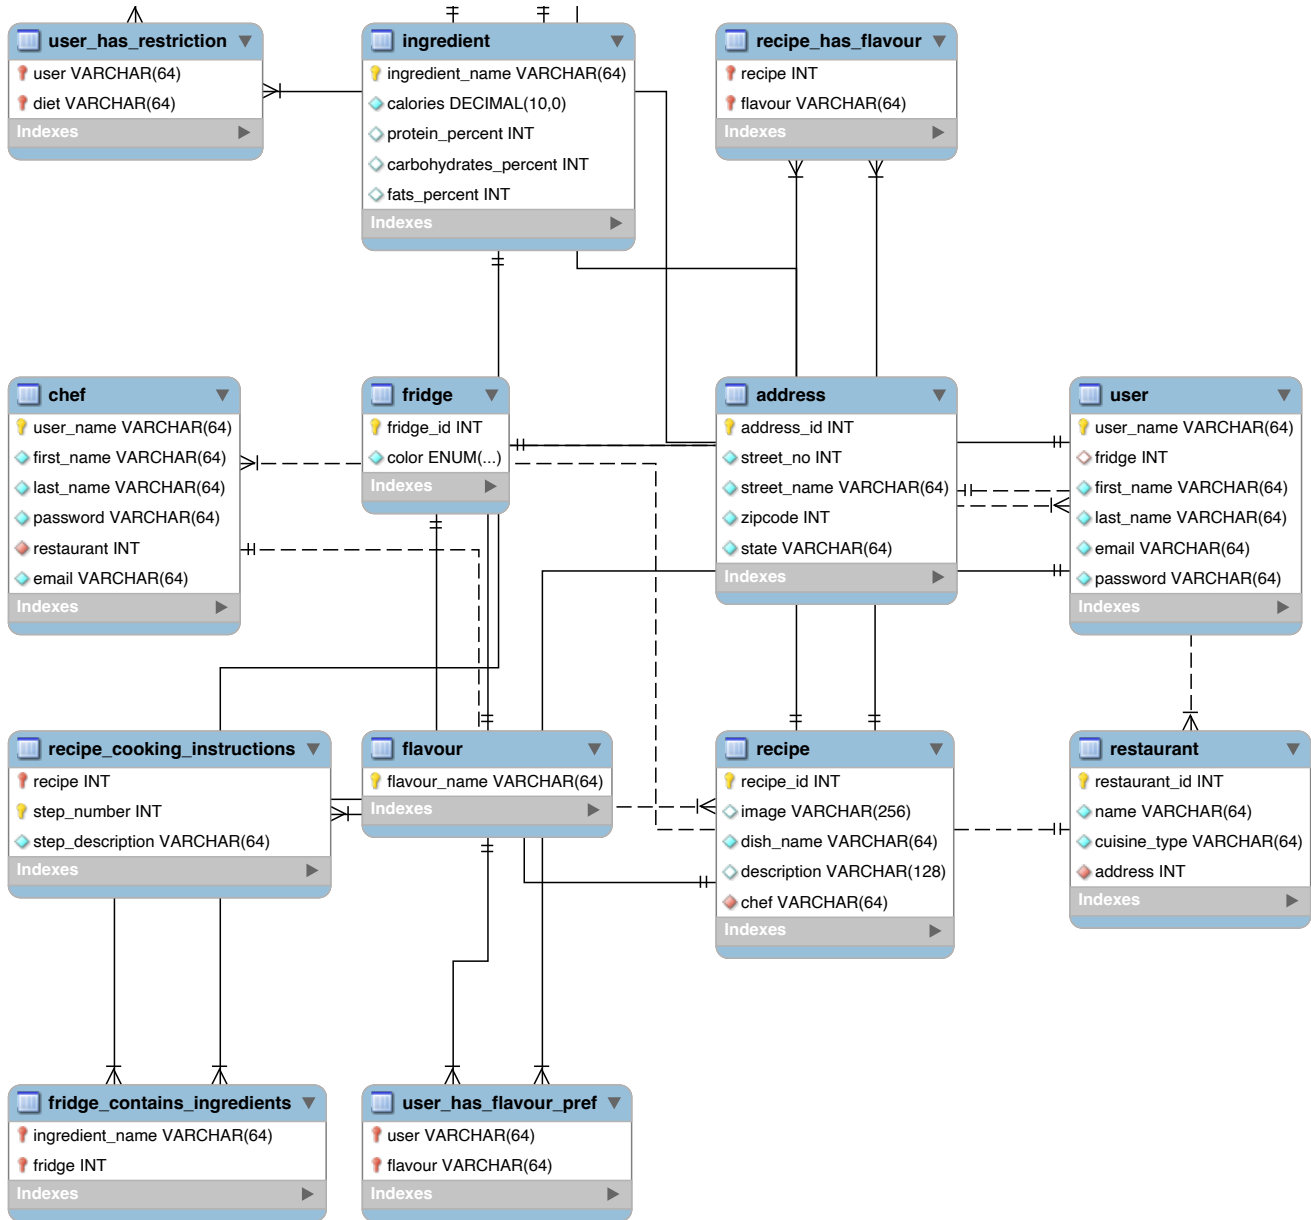 user_has_restriction
user VARCHAR(64)
diet VARCHAR(64)
Indexes
ingredient
ingredient_name VARCHAR(64)
calories DECIMAL(10,0)
protein_percent INT
carbohydrates_percent INT
fats_percent INT
Indexes
recipe_has_flavour
recipe INT
flavour VARCHAR(64)
Indexes
chef
user_name VARCHAR(64)
first_name VARCHAR(64)
last_name VARCHAR(64)
password VARCHAR(64)
restaurant INT
email VARCHAR(64)
Indexes
fridge
fridge_id INT
color ENUM(...)
Indexes
address
address_id INT
street_no INT
street_name VARCHAR(64)
zipcode INT
state VARCHAR(64)
Indexes
user
user_name VARCHAR(64)
fridge INT
first_name VARCHAR(64)
last_name VARCHAR(64)
email VARCHAR(64)
password VARCHAR(64)
Indexes
recipe_cooking_instructions
recipe INT
step_number INT
step_description VARCHAR(64)
Indexes
flavour
flavour_name VARCHAR(64)
Indexes
recipe
recipe_id INT
image VARCHAR(256)
dish_name VARCHAR(64)
description VARCHAR(128)
chef VARCHAR(64)
Indexes
restaurant
restaurant_id INT
name VARCHAR(64)
cuisine_type VARCHAR(64)
address INT
Indexes
fridge_contains_ingredients
ingredient_name VARCHAR(64)
fridge INT
Indexes
user_has_flavour_pref
user VARCHAR(64)
flavour VARCHAR(64)
Indexes